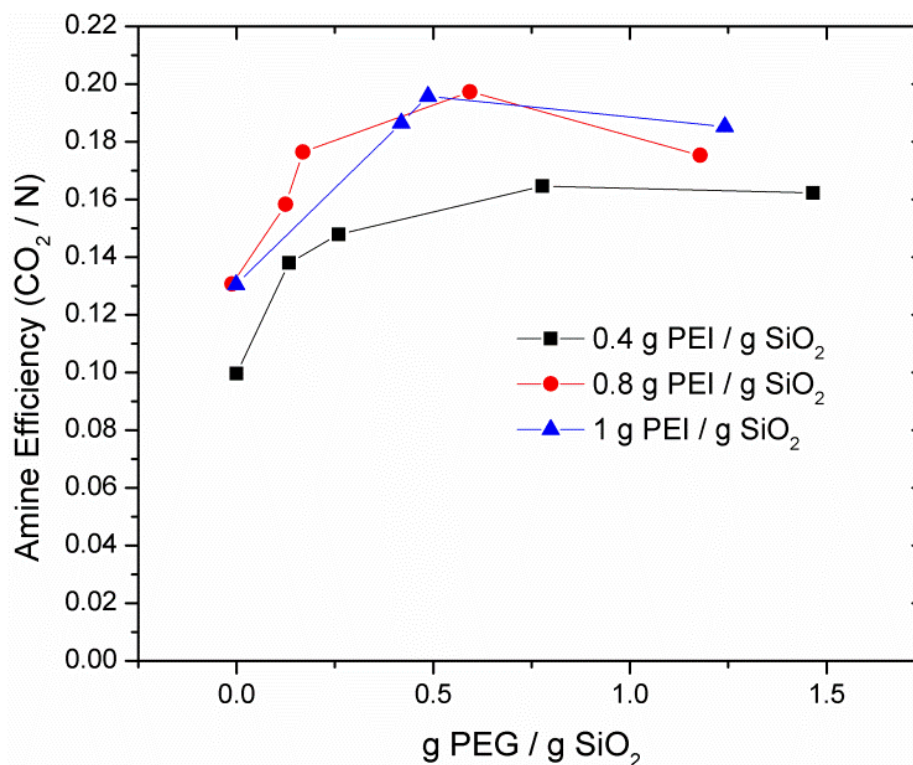 0.22
0.20
0.18
0.16
0.14
0.12
0.10
0.08
0.06
0.04
0.02
0.00
Amine Efficiency (CO₂ / N)
0.4 g PEI / g SiO₂
0.8 g PEI / g SiO₂
1 g PEI / g SiO₂
0.0 0.5 1.0 1.5
g PEG / g SiO₂